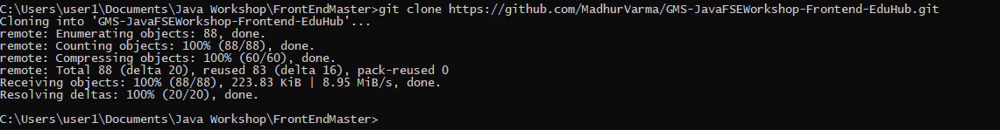 C:\Users\user1\Documents\Java Workshop\FrontEndMaster>git clone https://github.com/MadhurVarma/GMS-JavaFSEWorkshop-Frontend-EduHub.git
Cloning into 'GMS-JavaFSEWorkshop-Frontend-EduHub'...
remote: Enumerating objects: 88, done.
remote: Counting objects: 100% (88/88), done.
remote: Compressing objects: 100% (60/60), done.
remote: Total 88 (delta 20), reused 83 (delta 16), pack-reused 0
Receiving objects: 100% (88/88), 223.83 KiB | 8.95 MiB/s, done.
Resolving deltas: 100% (20/20), done.
C:\Users\user1\Documents\Java Workshop\FrontEndMaster>